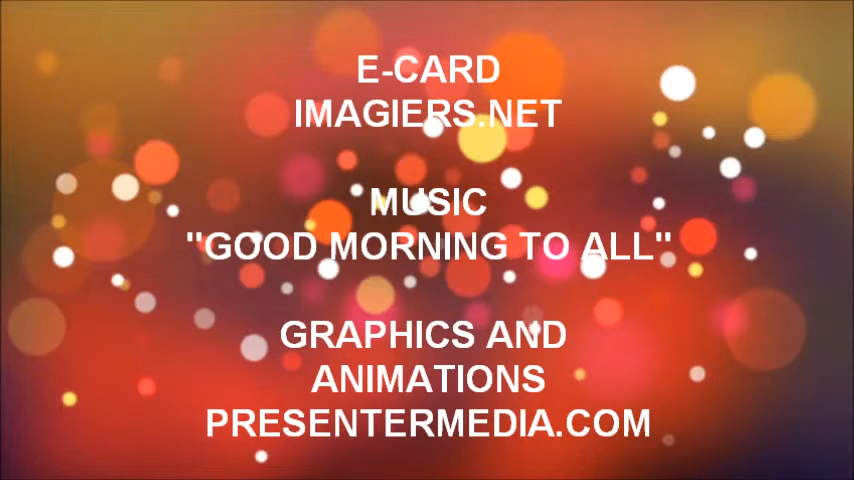 E-CARD
IMAGIERS.NET
MUSIC
"GOOD MORNING TO ALL"
GRAPHICS AND
ANIMATIONS
PRESENTERMEDIA.COM